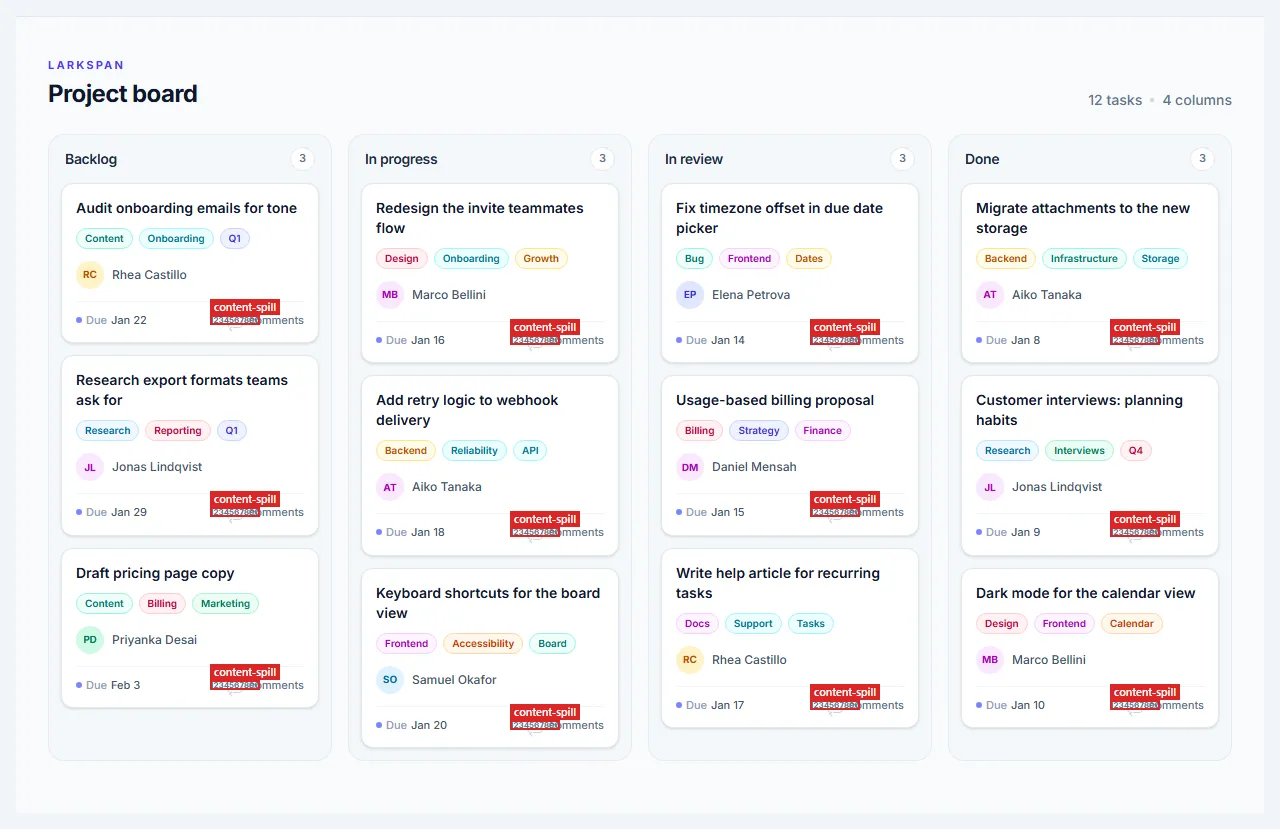 LARKSPAN
Project board
12 tasks • 4 columns
Backlog
3
Audit onboarding emails for tone
Content Onboarding Q1
RC Rhea Castillo
content-spill
Due Jan 22
Research export formats teams
ask for
Research Reporting Q1
JL Jonas Lindqvist
content-spill
Due Jan 29
Draft pricing page copy
Content Billing Marketing
PD Priyanka Desai
content-spill
Due Feb 3
In progress
3
Redesign the invite teammates
flow
Design Onboarding Growth
MB Marco Bellini
content-spill
Due Jan 16
Add retry logic to webhook
delivery
Backend Reliability API
AT Aiko Tanaka
content-spill
Due Jan 18
Keyboard shortcuts for the board
view
Frontend Accessibility Board
SO Samuel Okafor
content-spill
Due Jan 20
In review
3
Fix timezone offset in due date
picker
Bug Frontend Dates
EP Elena Petrova
content-spill
Due Jan 14
Usage-based billing proposal
Billing Strategy Finance
DM Daniel Mensah
content-spill
Due Jan 15
Write help article for recurring
tasks
Docs Support Tasks
RC Rhea Castillo
content-spill
Due Jan 17
Done
3
Migrate attachments to the new
storage
Backend Infrastructure Storage
AT Aiko Tanaka
content-spill
Due Jan 8
Customer interviews: planning
habits
Research Interviews Q4
JL Jonas Lindqvist
content-spill
Due Jan 9
Dark mode for the calendar view
Design Frontend Calendar
MB Marco Bellini
content-spill
Due Jan 10